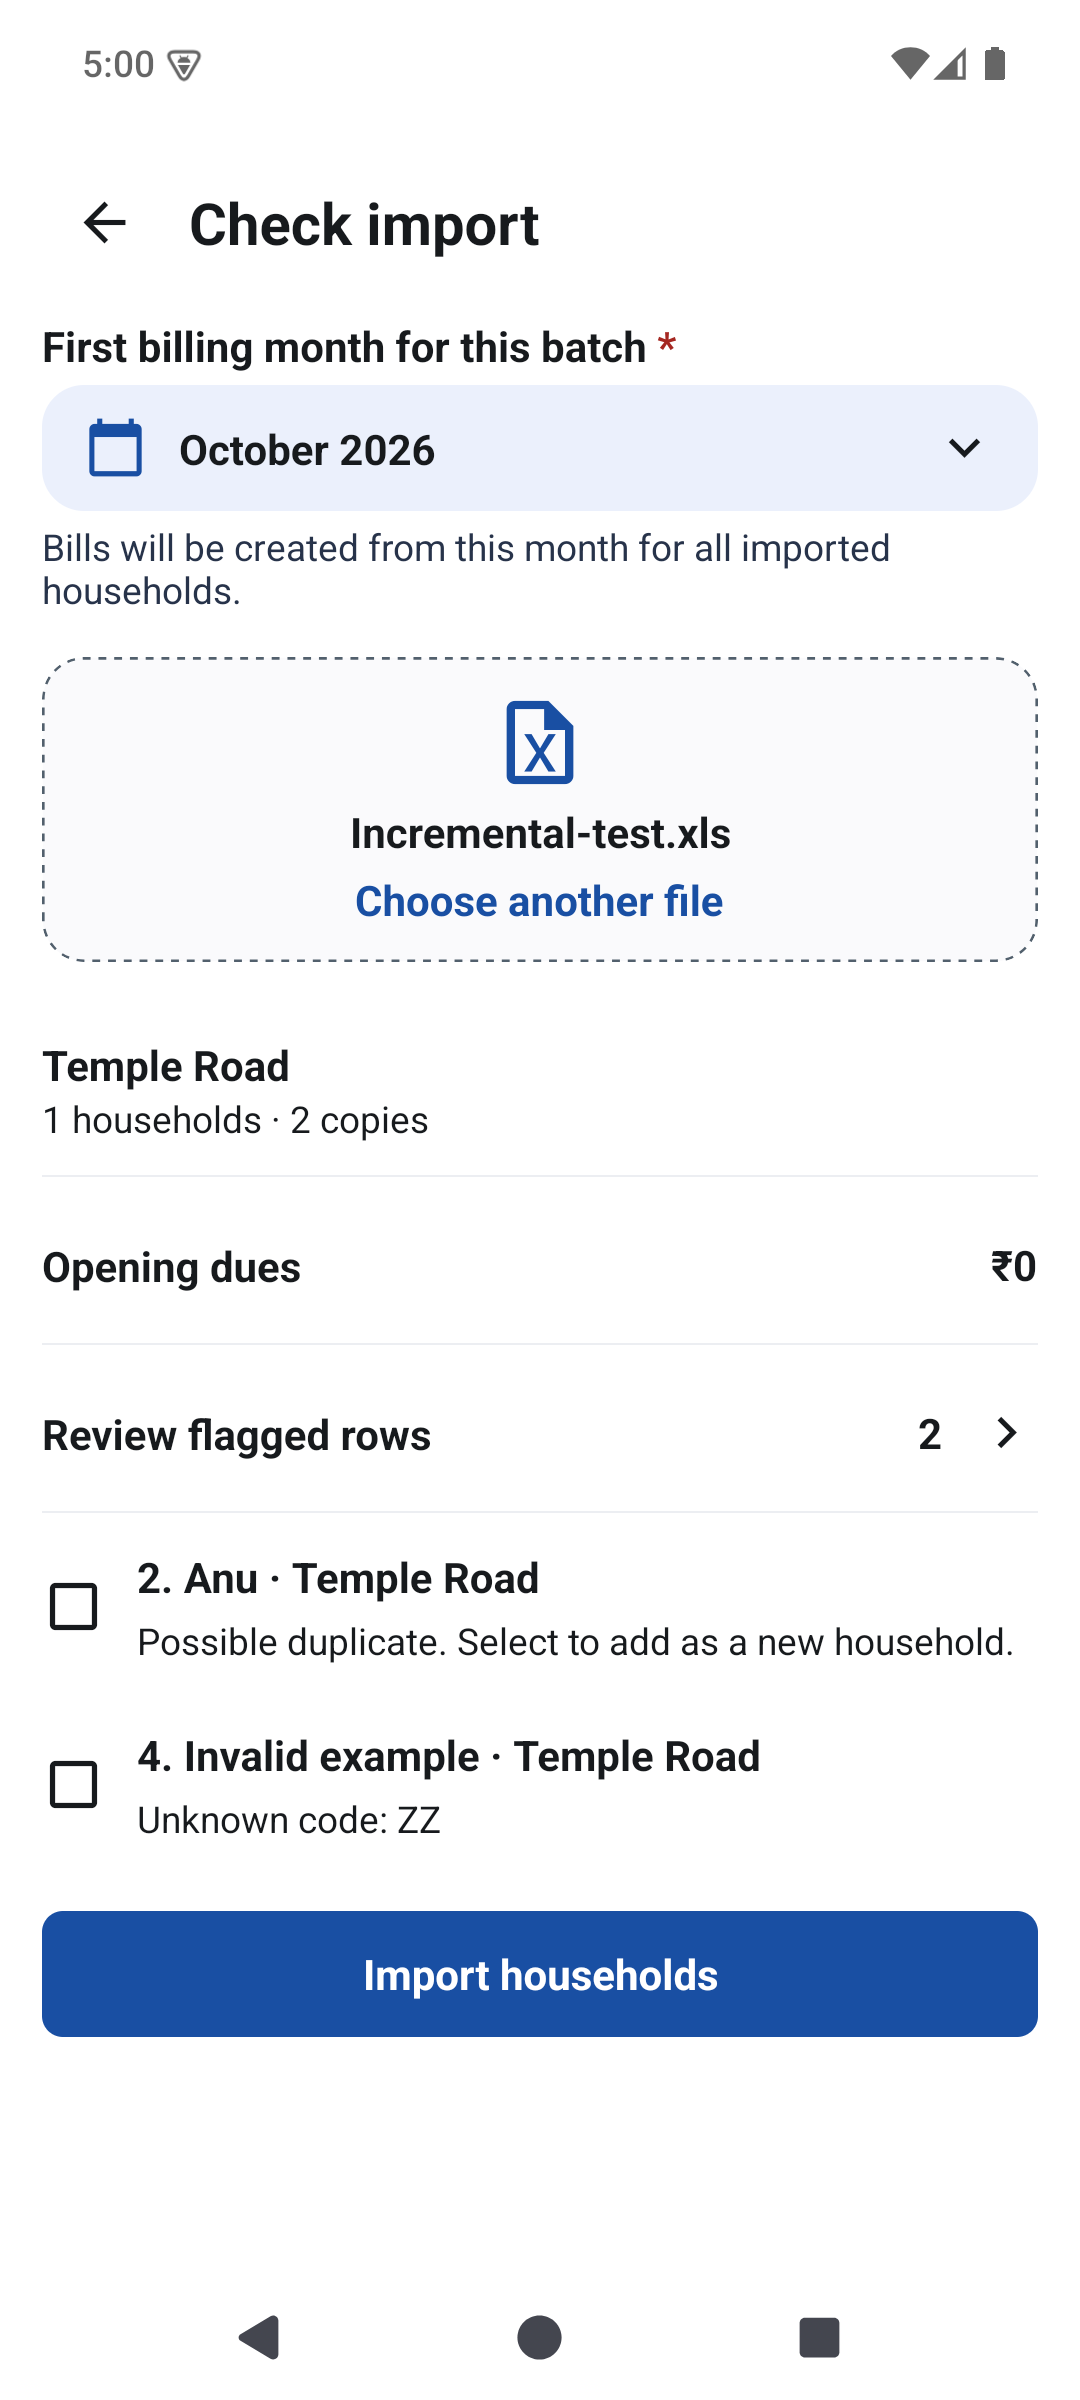 5:00
Check import
First billing month for this batch *
October 2026
Bills will be created from this month for all imported
households.
X
Incremental-test.xls
Choose another file
Temple Road
1 households · 2 copies
Opening dues ₹0
Review flagged rows 2
2. Anu · Temple Road
Possible duplicate. Select to add as a new household.
4. Invalid example · Temple Road
Unknown code: ZZ
Import households